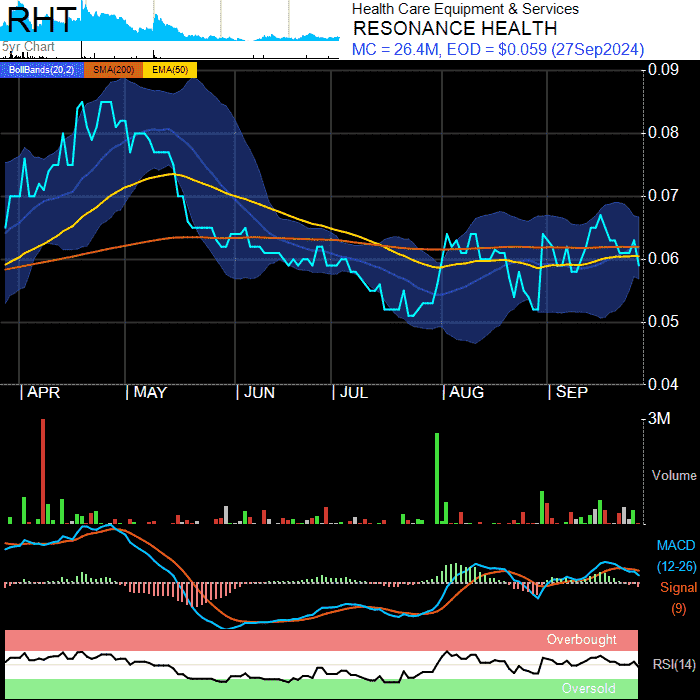 RHT
5yr Chart
Health Care Equipment & Services
RESONANCE HEALTH
MC = 26.4M, EOD = $0.059 (27Sep2024)
BollBands(20,2) SMA(200) EMA(50)
0.09
0.08
0.07
0.06
0.05
0.04
APR MAY JUN JUL AUG SEP
3M
Volume
MACD
(12-26)
Signal
(9)
Overbought
RSI(14)
Oversold